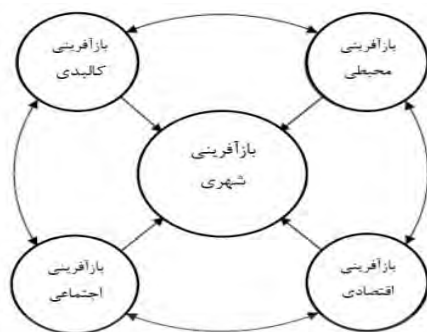 بازآفرینی
محیطی
بازآفرینی
کالبدی
بازآفرینی
شهری
بازآفرینی
اقتصادی
بازآفرینی
اجتماعی